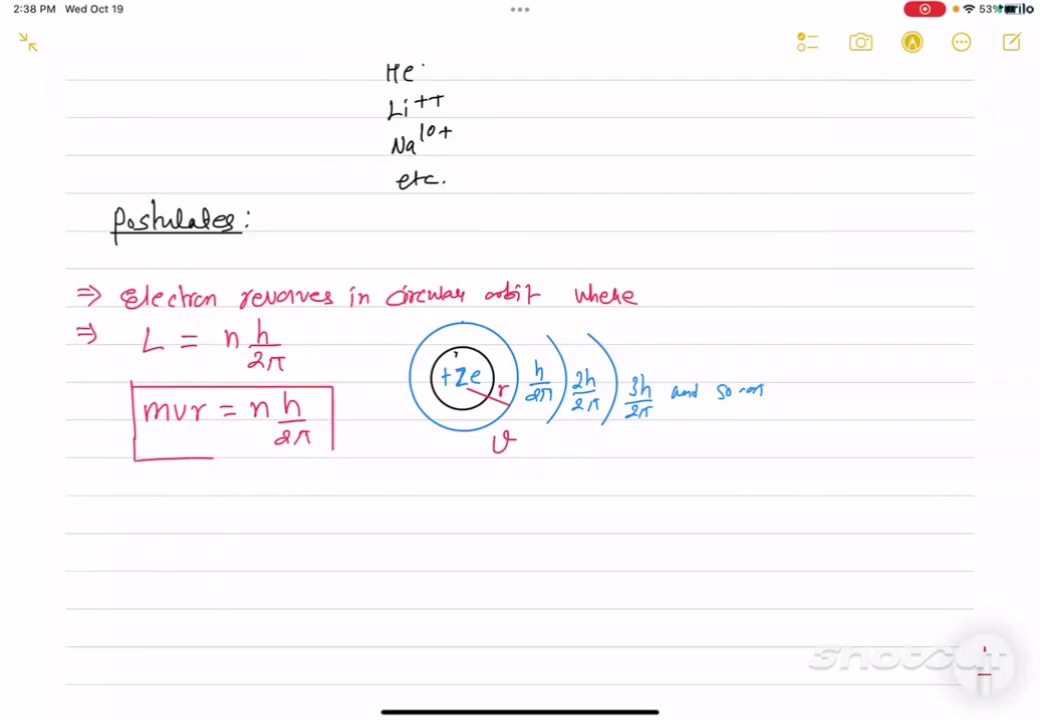 2:38 PM Wed Oct 19
53%
He
Li++
Na10+
etc.
Postulates:
⇒ Electron revolves in circular orbit where
⇒ L = n h/2π
mvr = n h/2π
+Ze r h/2π 2h/2π 3h/2π and so on
v
Shotcut